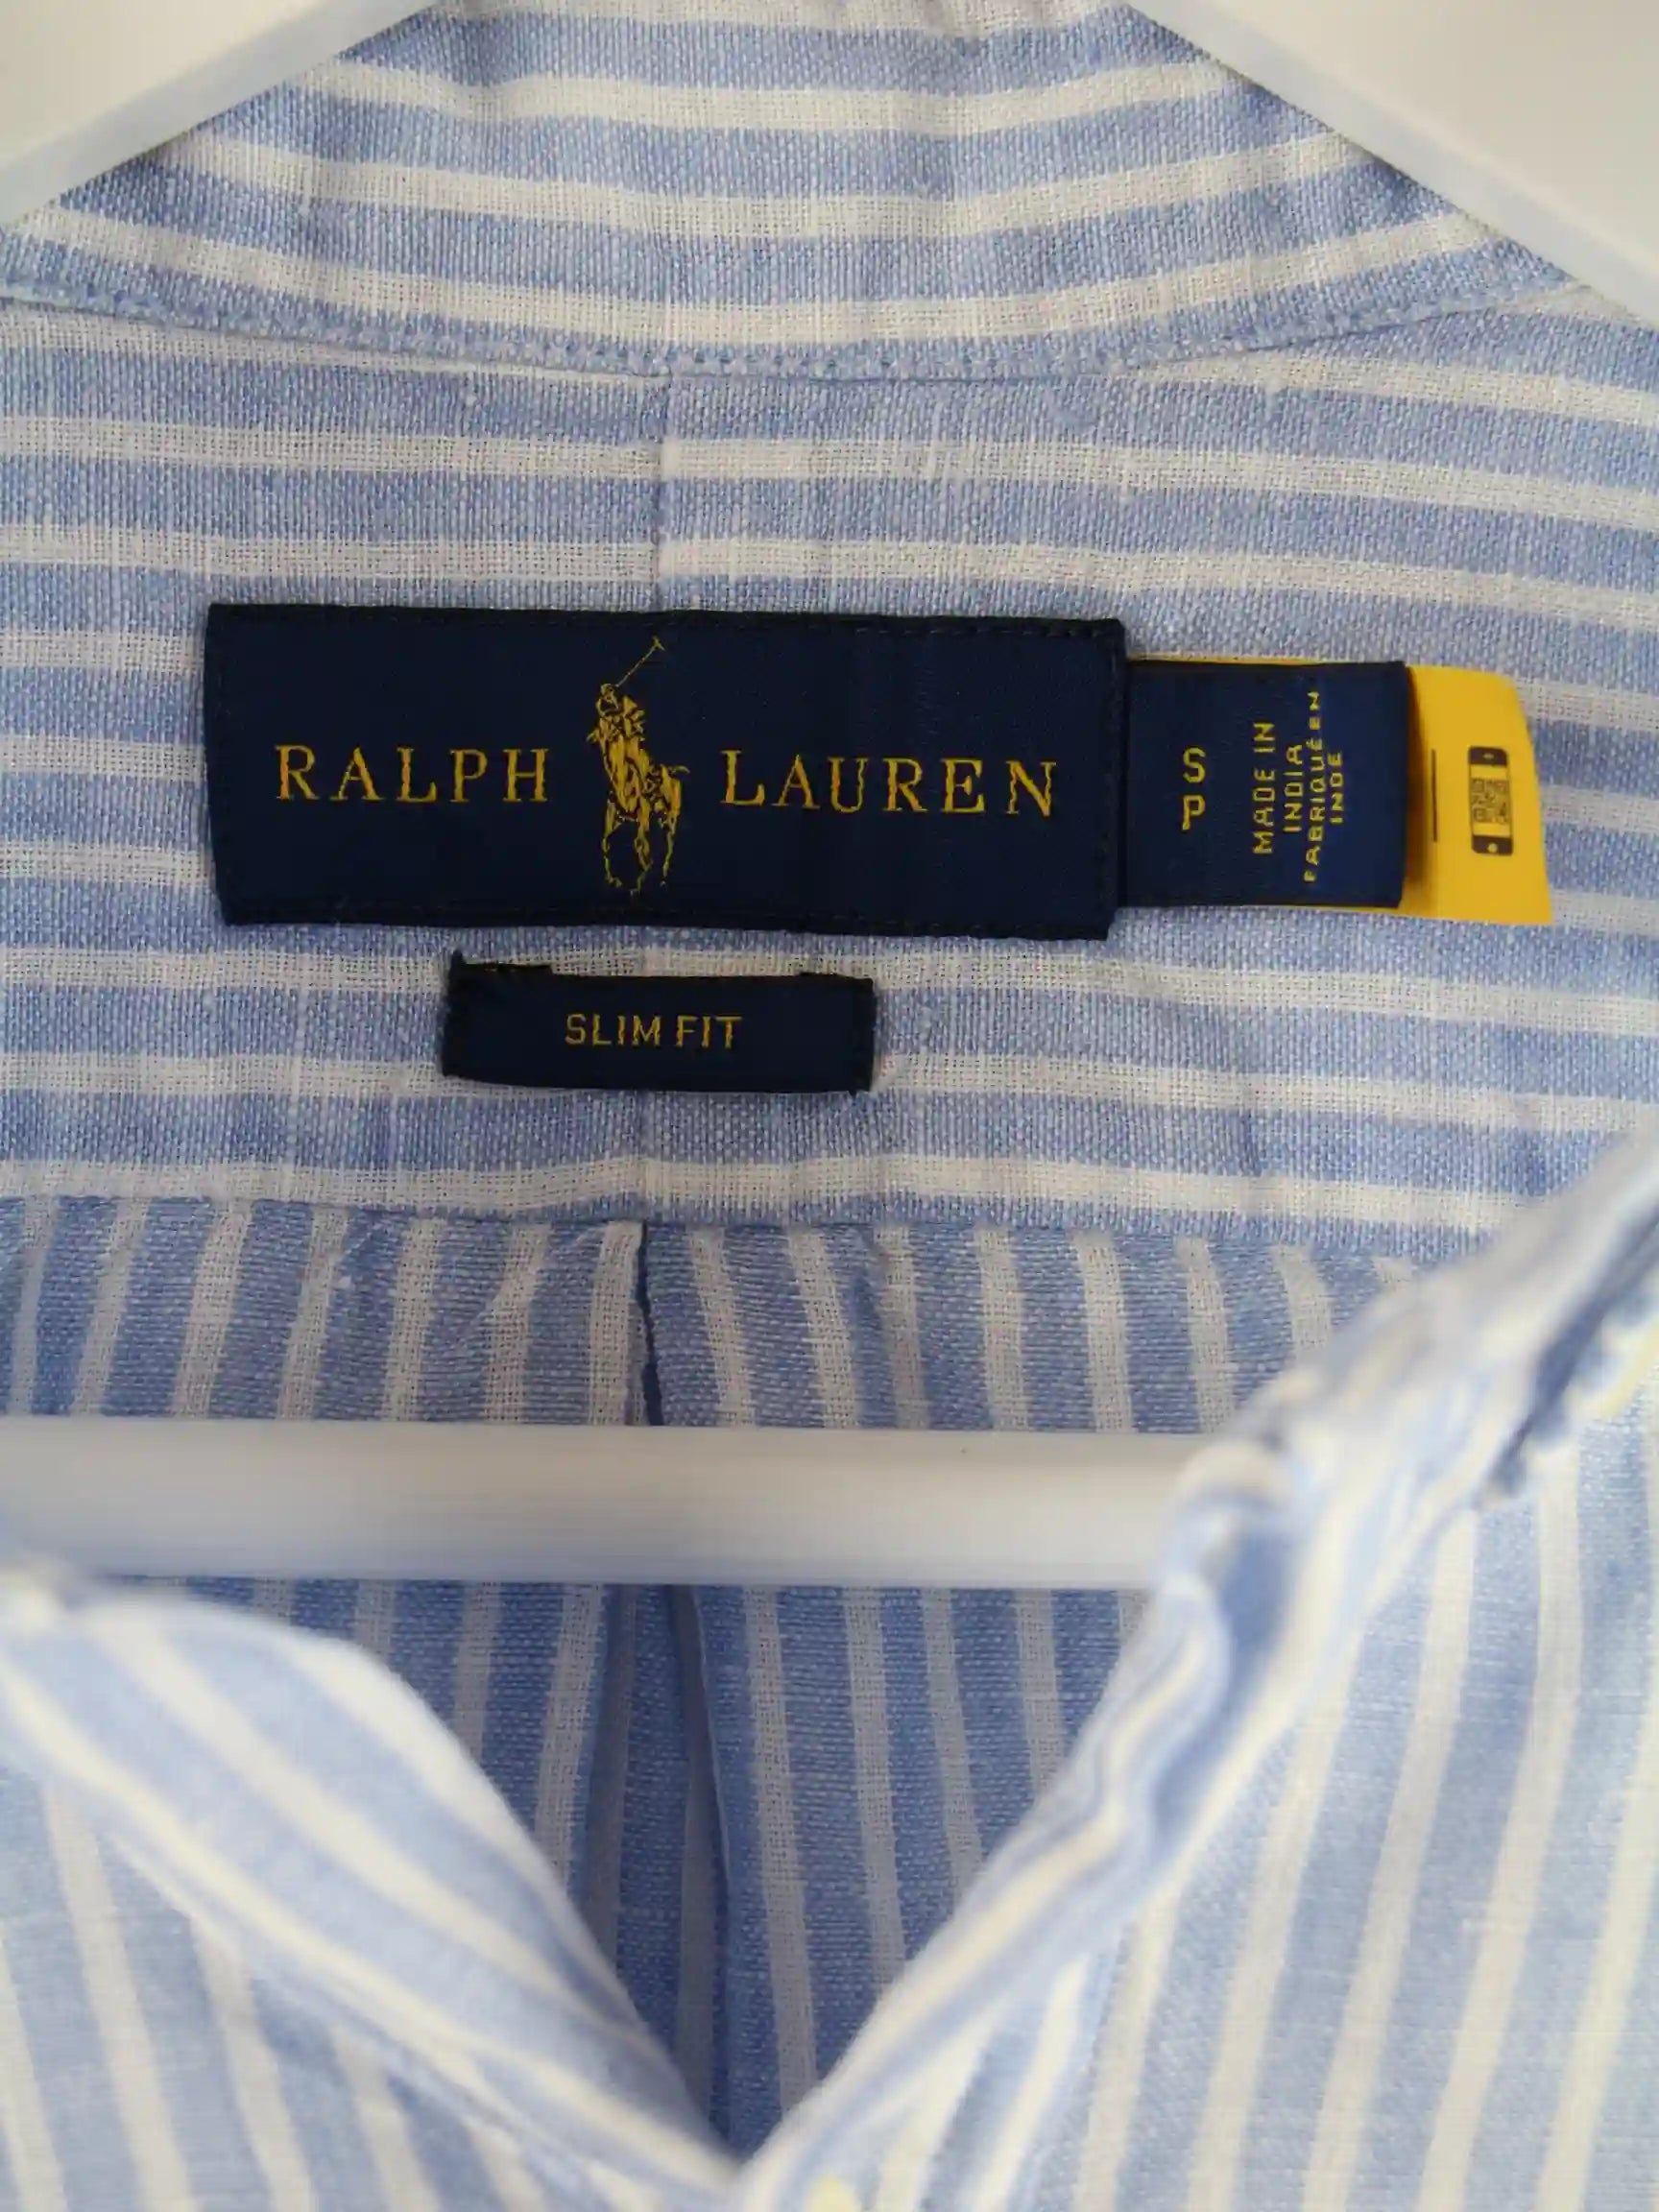 RALPH LAUREN
S
P
MADE IN
INDIA
FABRIQUÉ EN
INDE
SLIM FIT